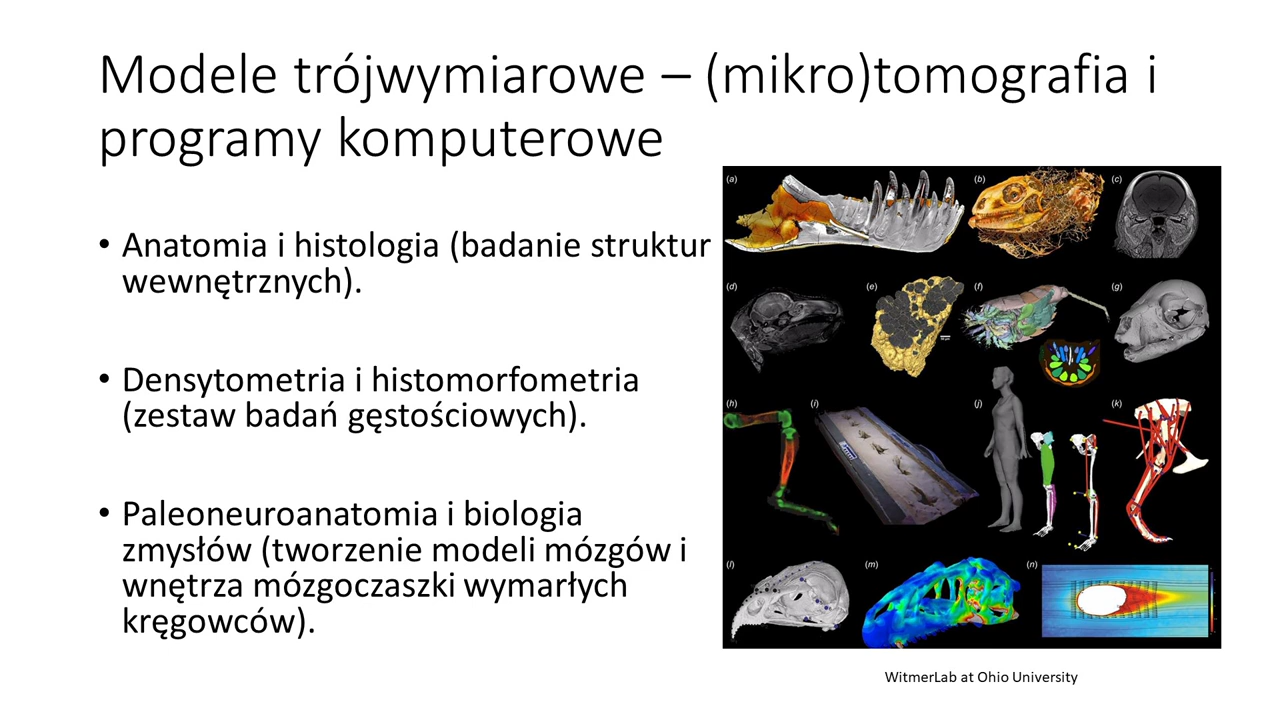 Modele trójwymiarowe – (mikro)tomografia i
programy komputerowe
• Anatomia i histologia (badanie struktur
wewnętrznych).
• Densytometria i histomorfometria
(zestaw badań gęstościowych).
• Paleoneuroanatomia i biologia
zmysłów (tworzenie modeli mózgów i
wnętrza mózgoczaszki wymarłych
kręgowców).
(a) (b) (c)
(d) (e) (f) (g)
(h) (i) (j) (k)
(l) (m) (n)
WitmerLab at Ohio University